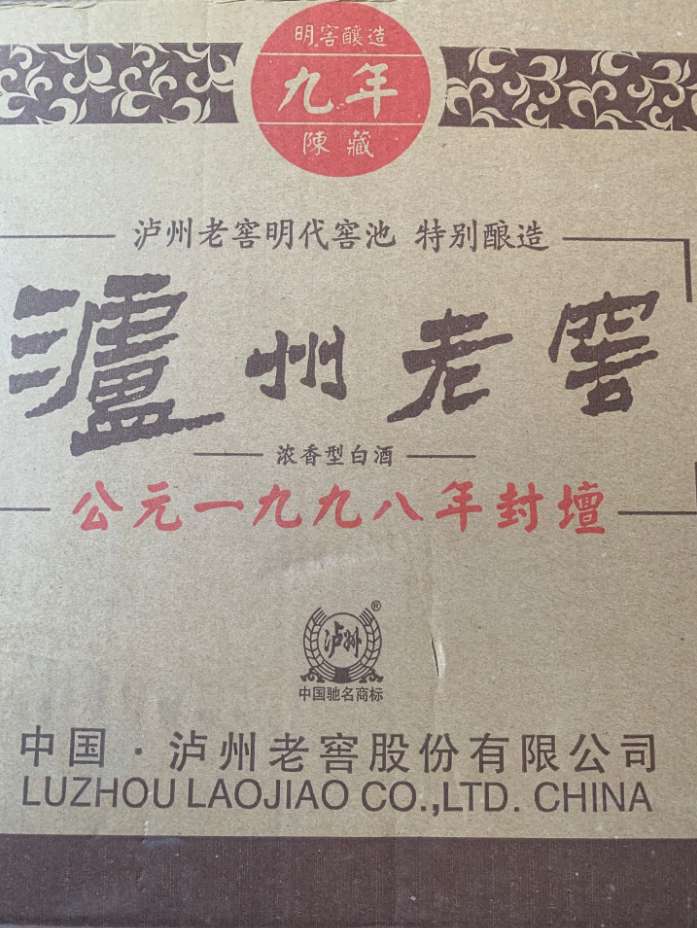 明窖釀造
九年
陳藏
泸州老窖明代窖池 特别酿造
瀘州老窖
浓香型白酒
公元一九九八年封壇
®
泸州
中国驰名商标
中国·泸州老窖股份有限公司
LUZHOU LAOJIAO CO.,LTD. CHINA